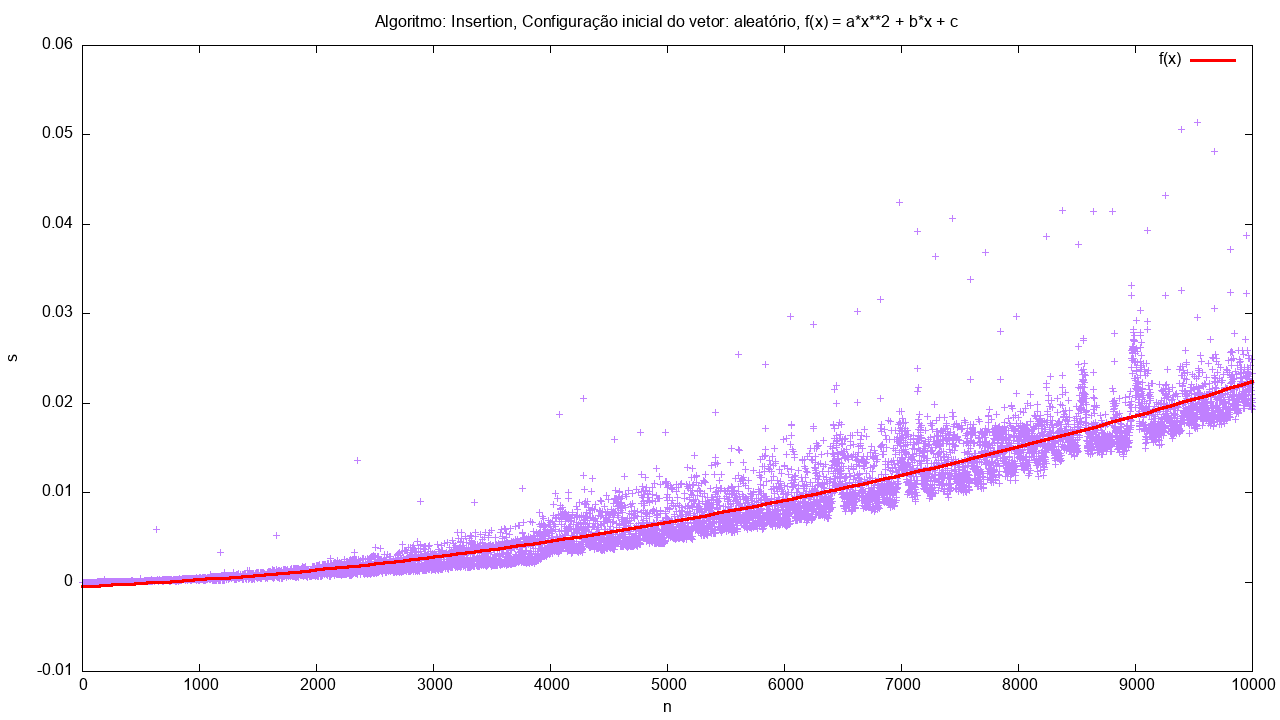 Algoritmo: Insertion, Configuração inicial do vetor: aleatório, f(x) = a*x**2 + b*x + c
f(x)
0.06
0.05
0.04
0.03
0.02
0.01
0
-0.01
s
0 1000 2000 3000 4000 5000 6000 7000 8000 9000 10000
n